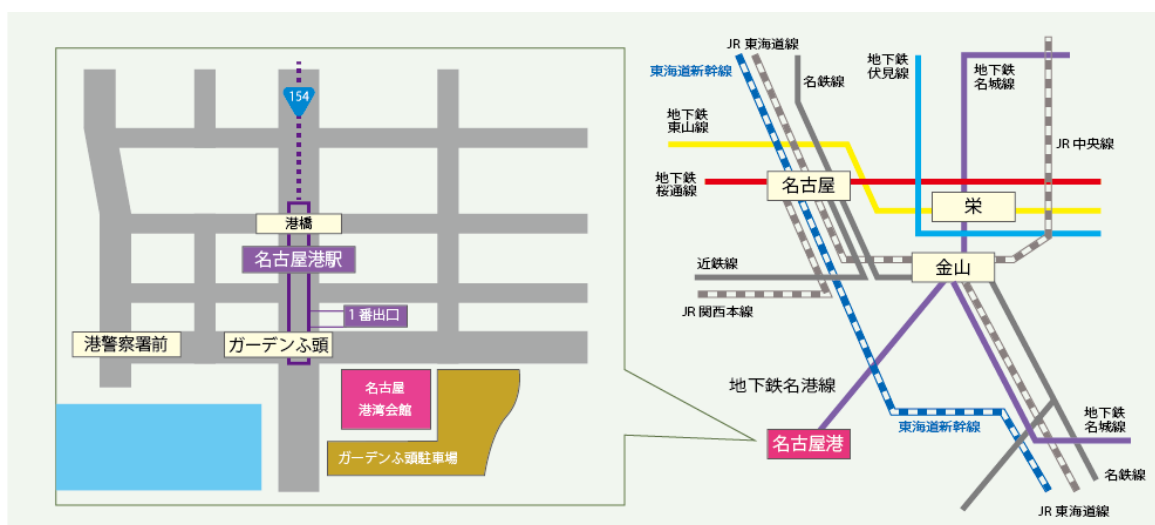 154
港橋
名古屋港駅
1番出口
港警察署前
ガーデンふ頭
名古屋
港湾会館
ガーデンふ頭駐車場
JR 東海道線
東海道新幹線
名鉄線
地下鉄
伏見線
地下鉄
名城線
地下鉄
東山線
JR 中央線
地下鉄
桜通線
名古屋
栄
近鉄線
金山
JR 関西本線
地下鉄名港線
名古屋港
東海道新幹線
地下鉄
名城線
名鉄線
JR 東海道線